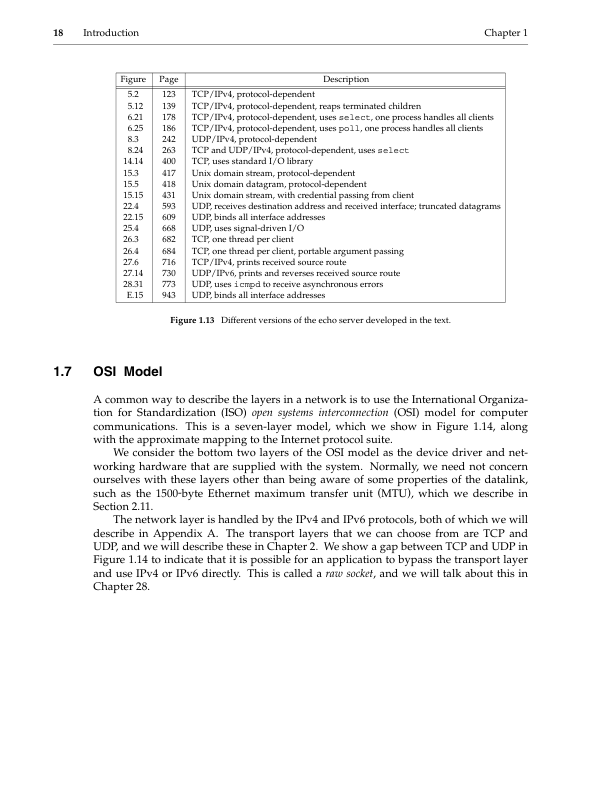 18 Introduction Chapter 1
Figure Page Description
5.2 123 TCP/IPv4, protocol-dependent
5.12 139 TCP/IPv4, protocol-dependent, reaps terminated children
6.21 178 TCP/IPv4, protocol-dependent, uses select, one process handles all clients
6.25 186 TCP/IPv4, protocol-dependent, uses poll, one process handles all clients
8.3 242 UDP/IPv4, protocol-dependent
8.24 263 TCP and UDP/IPv4, protocol-dependent, uses select
14.14 400 TCP, uses standard I/O library
15.3 417 Unix domain stream, protocol-dependent
15.5 418 Unix domain datagram, protocol-dependent
15.15 431 Unix domain stream, with credential passing from client
22.4 593 UDP, receives destination address and received interface; truncated datagrams
22.15 609 UDP, binds all interface addresses
25.4 668 UDP, uses signal-driven I/O
26.3 682 TCP, one thread per client
26.4 684 TCP, one thread per client, portable argument passing
27.6 716 TCP/IPv4, prints received source route
27.14 730 UDP/IPv6, prints and reverses received source route
28.31 773 UDP, uses icmpd to receive asynchronous errors
E.15 943 UDP, binds all interface addresses
Figure 1.13 Different versions of the echo server developed in the text.
1.7 OSI Model
A common way to describe the layers in a network is to use the International Organiza-
tion for Standardization (ISO) open systems interconnection (OSI) model for computer
communications. This is a seven-layer model, which we show in Figure 1.14, along
with the approximate mapping to the Internet protocol suite.
We consider the bottom two layers of the OSI model as the device driver and net-
working hardware that are supplied with the system. Normally, we need not concern
ourselves with these layers other than being aware of some properties of the datalink,
such as the 1500-byte Ethernet maximum transfer unit (MTU), which we describe in
Section 2.11.
The network layer is handled by the IPv4 and IPv6 protocols, both of which we will
describe in Appendix A. The transport layers that we can choose from are TCP and
UDP, and we will describe these in Chapter 2. We show a gap between TCP and UDP in
Figure 1.14 to indicate that it is possible for an application to bypass the transport layer
and use IPv4 or IPv6 directly. This is called a raw socket, and we will talk about this in
Chapter 28.